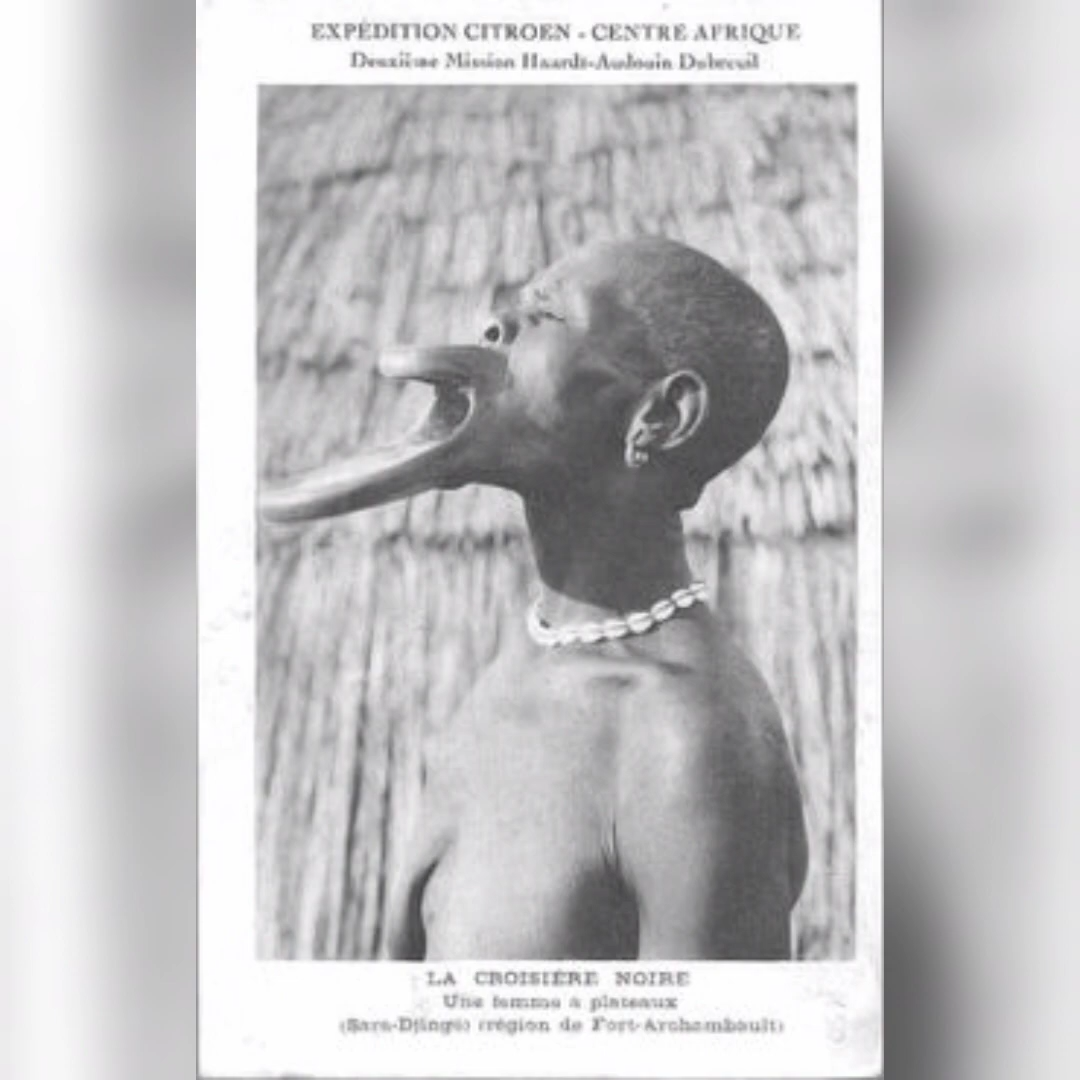 EXPÉDITION CITROEN - CENTRE AFRIQUE
Deuxième Mission Haardt-Audouin Dubreuil
LA CROISIÈRE NOIRE
Une femme à plateaux
(Sara-Djingé) (région de Fort-Archambault)